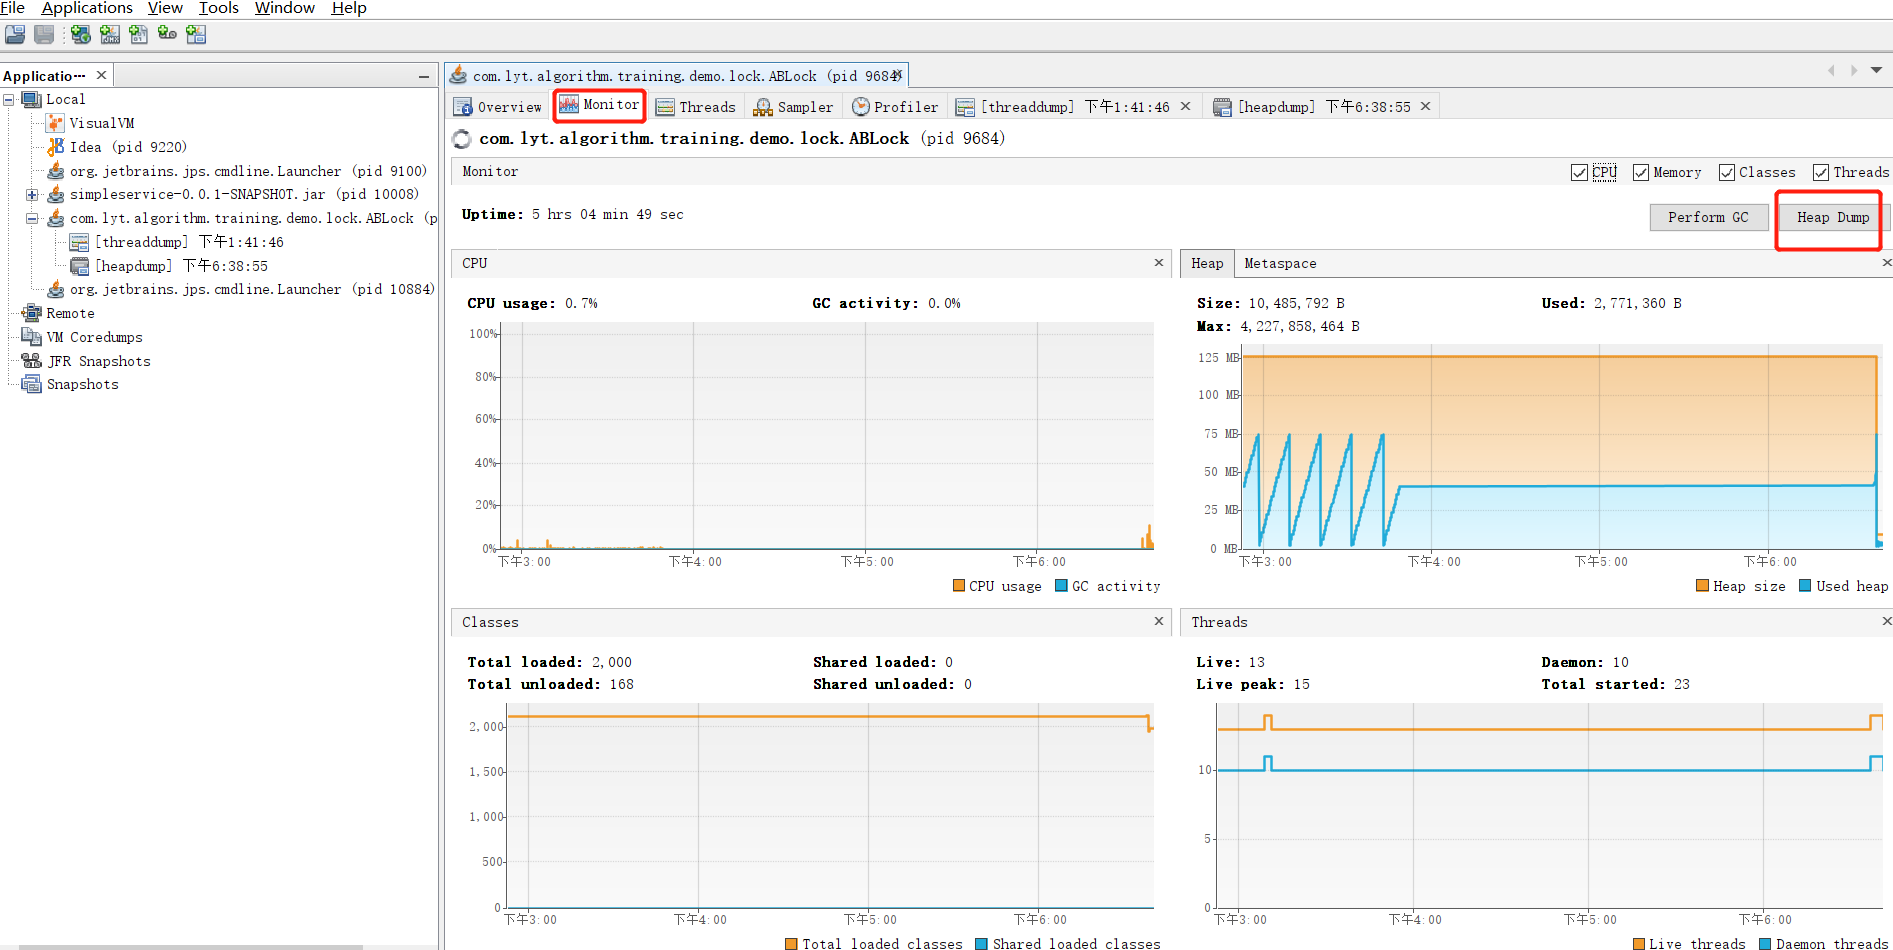 File Applications View Tools Window Help
Applicatio···
Local
VisualVM
Idea (pid 9220)
org.jetbrains.jps.cmdline.Launcher (pid 9100)
simpleservice-0.0.1-SNAPSHOT.jar (pid 10008)
com.lyt.algorithm.training.demo.lock.ABLock (p
[threaddump] 下午1:41:46
[heapdump] 下午6:38:55
org.jetbrains.jps.cmdline.Launcher (pid 10884)
Remote
VM Coredumps
JFR Snapshots
Snapshots
com.lyt.algorithm.training.demo.lock.ABLock (pid 9684)
Overview Monitor Threads Sampler Profiler [threaddump] 下午1:41:46 [heapdump] 下午6:38:55
com.lyt.algorithm.training.demo.lock.ABLock (pid 9684)
Monitor CPU Memory Classes Threads
Uptime: 5 hrs 04 min 49 sec Perform GC Heap Dump
CPU
CPU usage: 0.7% GC activity: 0.0%
100%
80%
60%
40%
20%
0%
下午3:00 下午4:00 下午5:00 下午6:00
CPU usage GC activity
Heap Metaspace
Size: 10,485,792 B Used: 2,771,360 B
Max: 4,227,858,464 B
125 MB
100 MB
75 MB
50 MB
25 MB
0 MB
下午3:00 下午4:00 下午5:00 下午6:00
Heap size Used heap
Classes
Total loaded: 2,000 Shared loaded: 0
Total unloaded: 168 Shared unloaded: 0
2,000
1,500
1,000
500
0
下午3:00 下午4:00 下午5:00 下午6:00
Total loaded classes Shared loaded classes
Threads
Live: 13 Daemon: 10
Live peak: 15 Total started: 23
10
5
0
下午3:00 下午4:00 下午5:00 下午6:00
Live threads Daemon threads